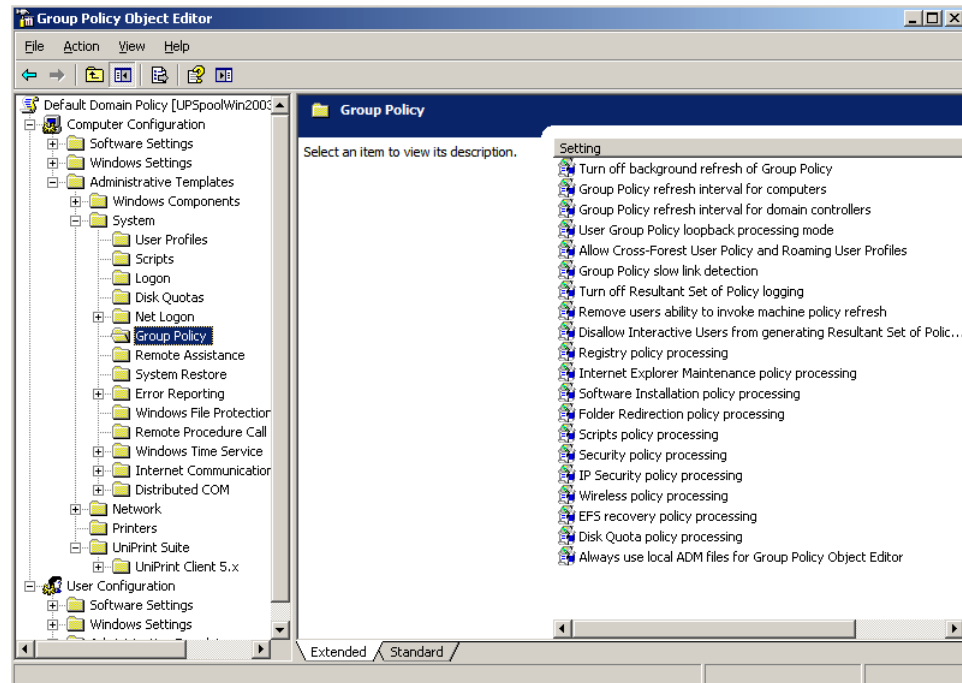 Group Policy Object Editor
File Action View Help
Default Domain Policy [UPSpoolWin2003
Computer Configuration
Software Settings
Windows Settings
Administrative Templates
Windows Components
System
User Profiles
Scripts
Logon
Disk Quotas
Net Logon
Group Policy
Remote Assistance
System Restore
Error Reporting
Windows File Protection
Remote Procedure Call
Windows Time Service
Internet Communication
Distributed COM
Network
Printers
UniPrint Suite
UniPrint Client 5.x
User Configuration
Software Settings
Windows Settings
Group Policy
Select an item to view its description.
Setting
Turn off background refresh of Group Policy
Group Policy refresh interval for computers
Group Policy refresh interval for domain controllers
User Group Policy loopback processing mode
Allow Cross-Forest User Policy and Roaming User Profiles
Group Policy slow link detection
Turn off Resultant Set of Policy logging
Remove users ability to invoke machine policy refresh
Disallow Interactive Users from generating Resultant Set of Polic...
Registry policy processing
Internet Explorer Maintenance policy processing
Software Installation policy processing
Folder Redirection policy processing
Scripts policy processing
Security policy processing
IP Security policy processing
Wireless policy processing
EFS recovery policy processing
Disk Quota policy processing
Always use local ADM files for Group Policy Object Editor
Extended Standard